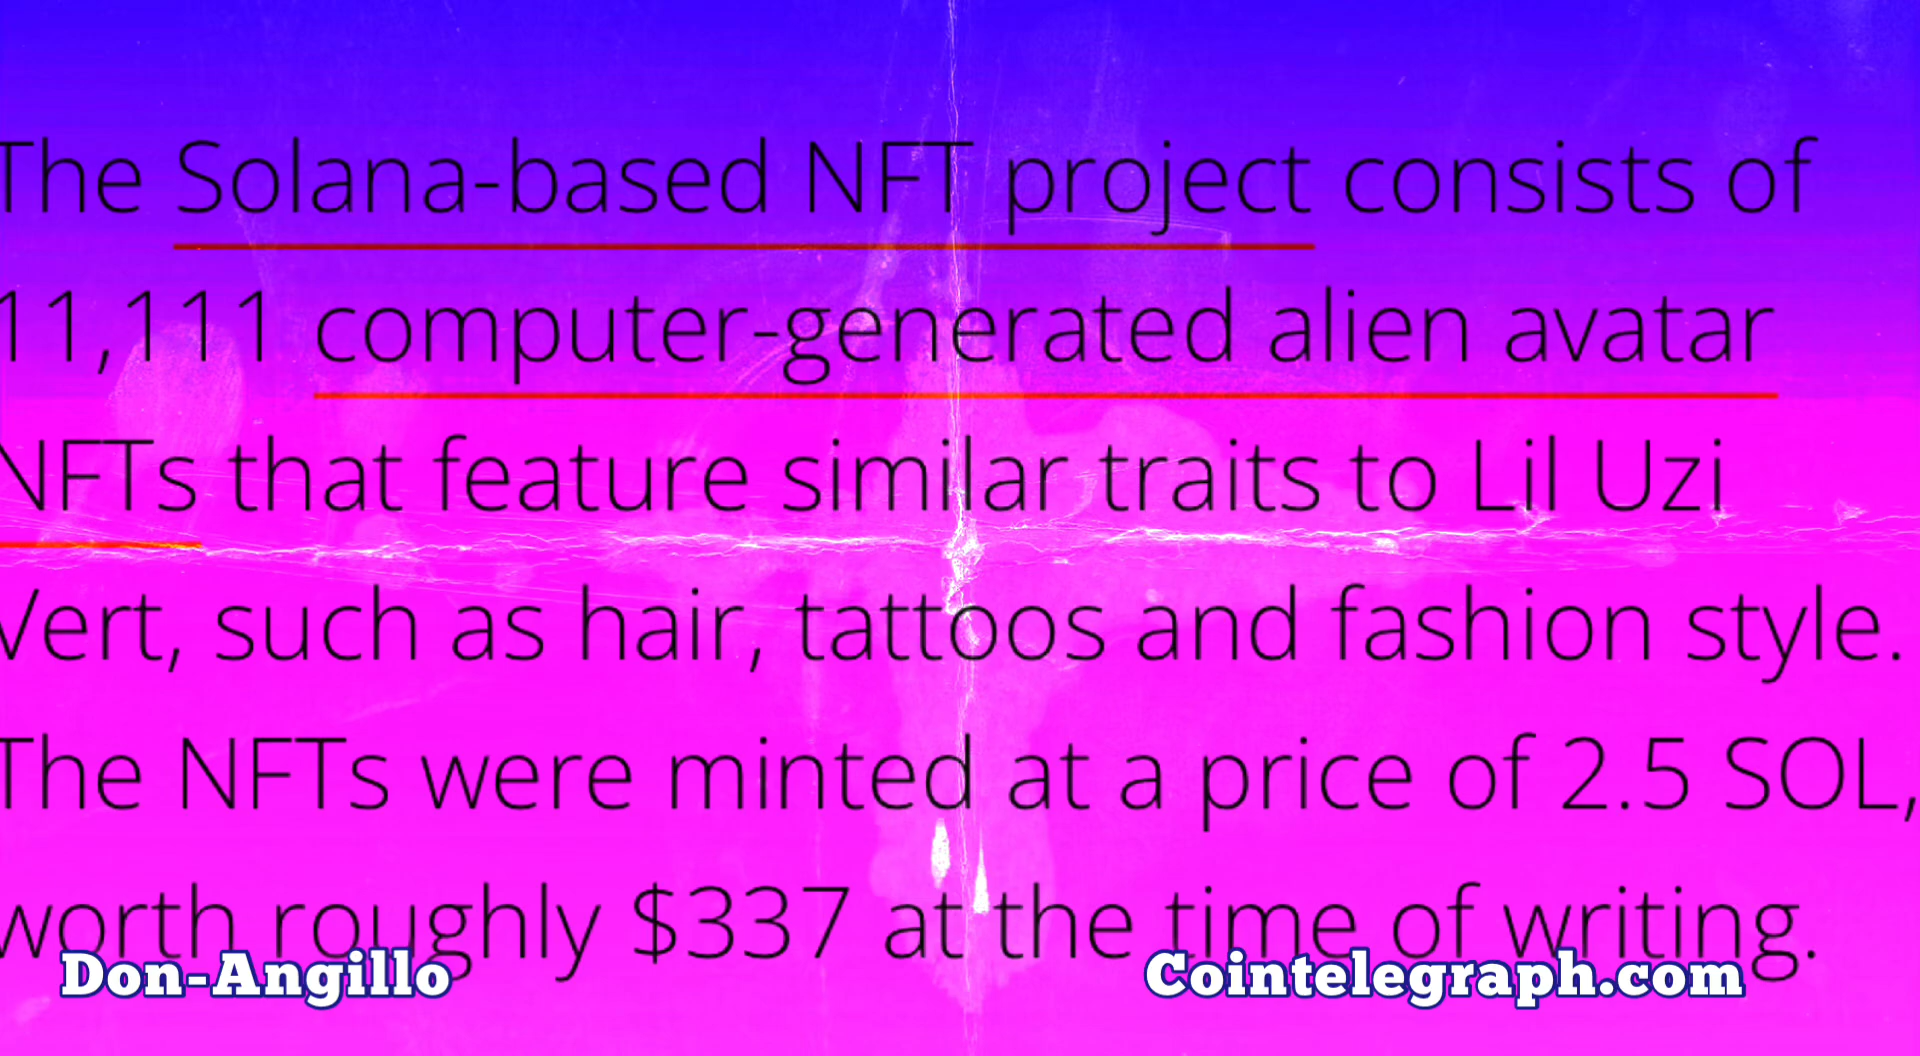 The Solana-based NFT project consists of
11,111 computer-generated alien avatar
NFTs that feature similar traits to Lil Uzi
Vert, such as hair, tattoos and fashion style.
The NFTs were minted at a price of 2.5 SOL,
worth roughly $337 at the time of writing.
Don-Angillo
Cointelegraph.com